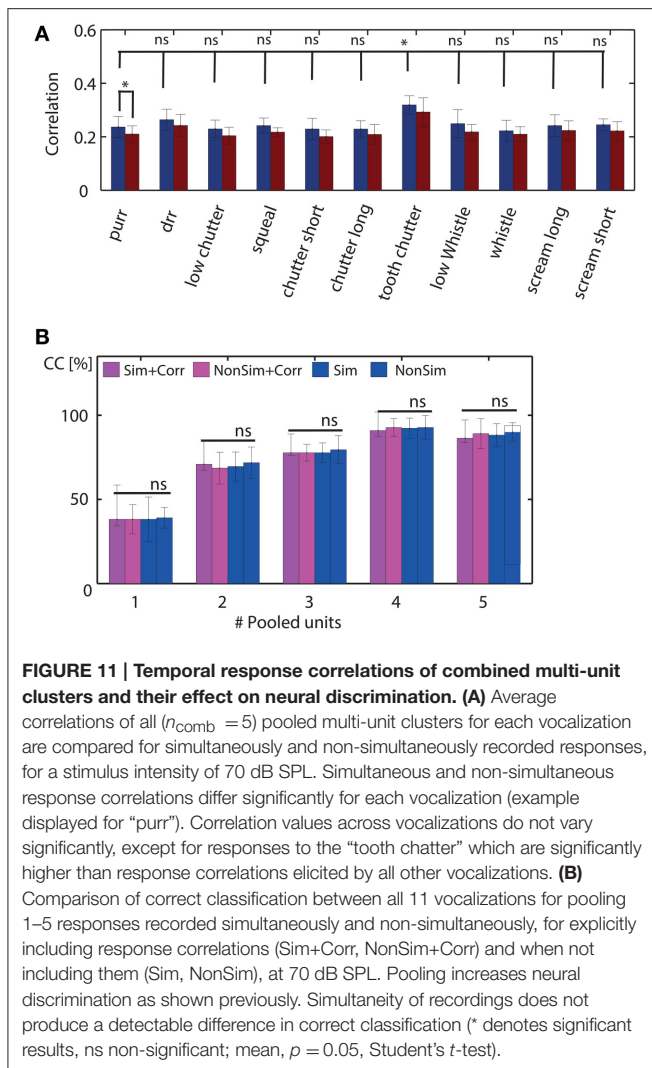 A
0.6
ns ns ns ns ns * ns ns ns ns
0.4
*
Correlation
0.2
0
purr
drr
low chutter
squeal
chutter short
chutter long
tooth chutter
low Whistle
whistle
scream long
scream short
B
CC [%]
Sim+Corr NonSim+Corr Sim NonSim
100
ns ns ns ns ns
50
0
1 2 3 4 5
# Pooled units
FIGURE 11 | Temporal response correlations of combined multi-unit
clusters and their effect on neural discrimination. (A) Average
correlations of all (n_comb = 5) pooled multi-unit clusters for each vocalization
are compared for simultaneously and non-simultaneously recorded responses,
for a stimulus intensity of 70 dB SPL. Simultaneous and non-simultaneous
response correlations differ significantly for each vocalization (example
displayed for “purr”). Correlation values across vocalizations do not vary
significantly, except for responses to the “tooth chatter” which are significantly
higher than response correlations elicited by all other vocalizations. (B)
Comparison of correct classification between all 11 vocalizations for pooling
1–5 responses recorded simultaneously and non-simultaneously, for explicitly
including response correlations (Sim+Corr, NonSim+Corr) and when not
including them (Sim, NonSim), at 70 dB SPL. Pooling increases neural
discrimination as shown previously. Simultaneity of recordings does not
produce a detectable difference in correct classification (* denotes significant
results, ns non-significant; mean, p = 0.05, Student’s t-test).